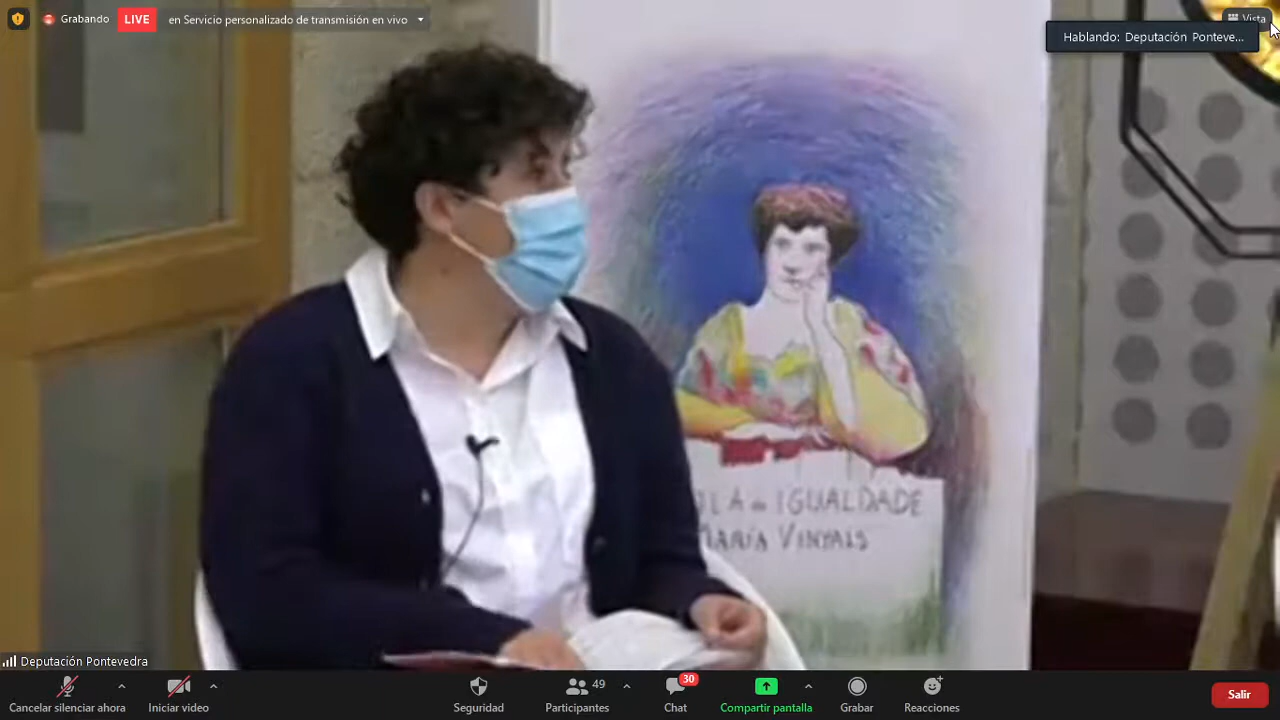 Grabando
LIVE
en Servicio personalizado de transmisión en vivo
Vista
Hablando: Deputación Ponteve...
de IGUALDADE
MARÍA VINYALS
Deputación Pontevedra
Cancelar silenciar ahora
Iniciar video
Seguridad
49
Participantes
30
Chat
Compartir pantalla
Grabar
Reacciones
Salir